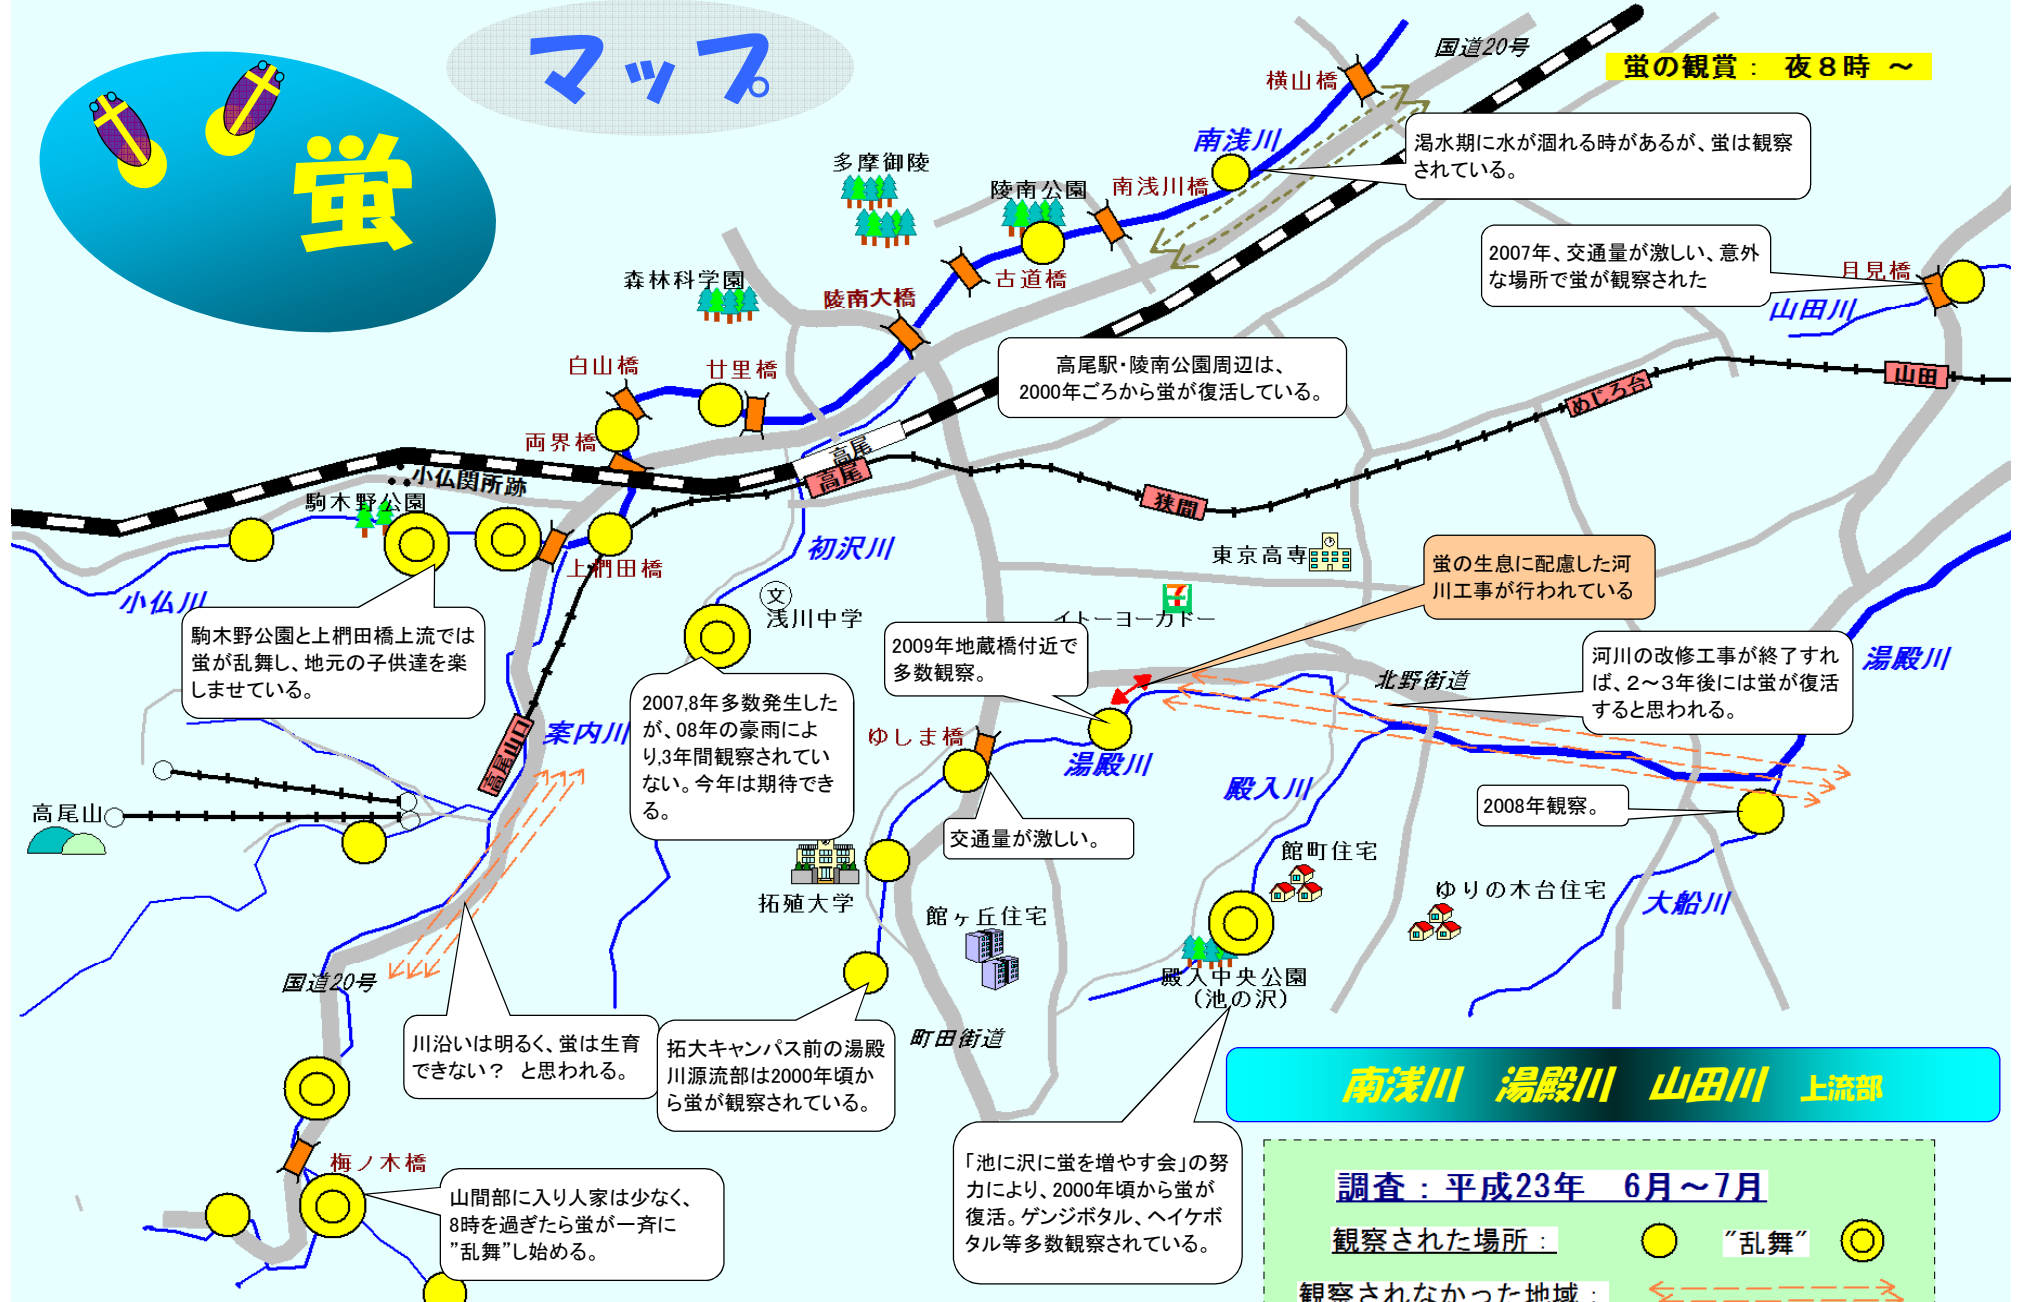 マップ
蛍
国道20号
蛍の観賞： 夜８時 ～
横山橋
南浅川
渇水期に水が涸れる時があるが、蛍は観察
されている。
多摩御陵
陵南公園
南浅川橋
2007年、交通量が激しい、意外
な場所で蛍が観察された
月見橋
山田川
森林科学園
陵南大橋
古道橋
高尾駅・陵南公園周辺は、
2000年ごろから蛍が復活している。
白山橋
廿里橋
山田
めじろ台
両界橋
高尾
高尾
小仏関所跡
狭間
駒木野公園
初沢川
東京高専
蛍の生息に配慮した河
川工事が行われている
上椚田橋
小仏川
文
浅川中学
イトーヨーカドー
駒木野公園と上椚田橋上流では
蛍が乱舞し、地元の子供達を楽
しませている。
2009年地蔵橋付近で
多数観察。
河川の改修工事が終了すれ
ば、２～３年後には蛍が復活
すると思われる。
湯殿川
北野街道
2007,8年多数発生した
が、08年の豪雨によ
り,3年間観察されてい
ない。今年は期待でき
る。
案内川
高尾山口
ゆしま橋
湯殿川
殿入川
高尾山
2008年観察。
交通量が激しい。
館町住宅
拓殖大学
館ヶ丘住宅
ゆりの木台住宅
大船川
国道20号
殿入中央公園
（池の沢）
川沿いは明るく、蛍は生育
できない？ と思われる。
拓大キャンパス前の湯殿
川源流部は2000年頃か
ら蛍が観察されている。
町田街道
南浅川 湯殿川 山田川 上流部
「池に沢に蛍を増やす会」の努
力により、2000年頃から蛍が
復活。ゲンジボタル、ヘイケボ
タル等多数観察されている。
梅ノ木橋
山間部に入り人家は少なく、
8時を過ぎたら蛍が一斉に
”乱舞”し始める。
調査：平成23年 6月～7月
観察された場所：
”乱舞”
観察されなかった地域：